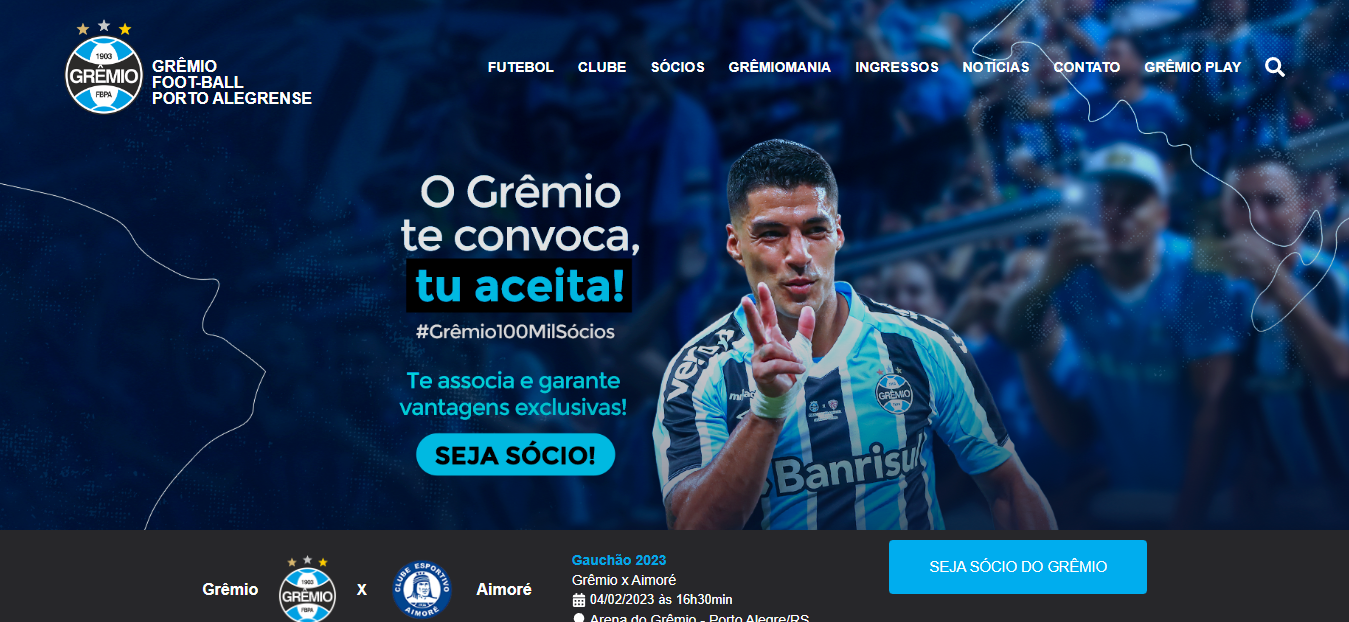 1903
GRÊMIO
FBPA
GRÊMIO
FOOT-BALL
PORTO ALEGRENSE
FUTEBOL CLUBE SÓCIOS GRÊMIOMANIA INGRESSOS NOTÍCIAS CONTATO GRÊMIO PLAY
O Grêmio
te convoca,
tu aceita!
#Grêmio100MilSócios
Te associa e garante
vantagens exclusivas!
SEJA SÓCIO!
vero
GRÊMIO
Banrisul
Grêmio
1903
GRÊMIO
FBPA
X
CLUBE ESPORTIVO
AIMORÉ
Aimoré
Gauchão 2023
Grêmio x Aimoré
04/02/2023 às 16h30min
Arena do Grêmio - Porto Alegre/RS
SEJA SÓCIO DO GRÊMIO